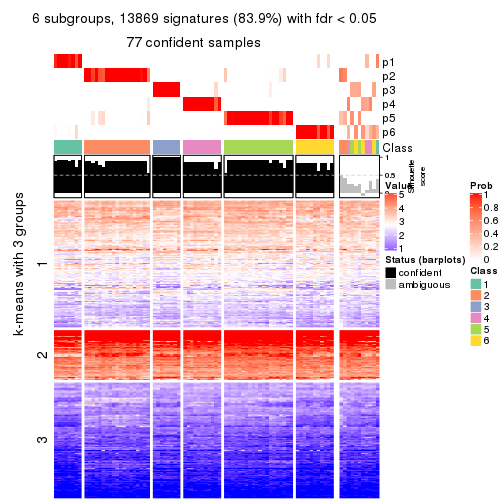 6 subgroups, 13869 signatures (83.9%) with fdr < 0.05
77 confident samples
p1
p2
p3
p4
p5
p6
Class
1
0.5
0
Silhouette
score
k-means with 3 groups
1
2
3
Value
5
4
3
2
1
Status (barplots)
confident
ambiguous
Prob
1
0.8
0.6
0.4
0.2
0
Class
1
2
3
4
5
6